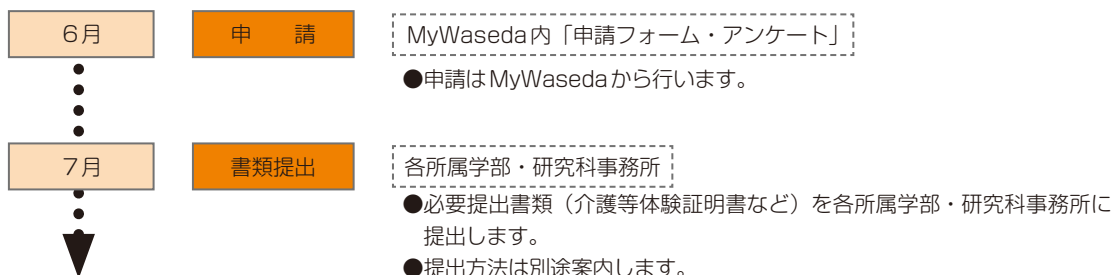 6月
申　請
MyWaseda内「申請フォーム・アンケート」
●申請はMyWasedaから行います。
7月
書類提出
各所属学部・研究科事務所
●必要提出書類（介護等体験証明書など）を各所属学部・研究科事務所に
提出します。
●提出方法は別途案内します。